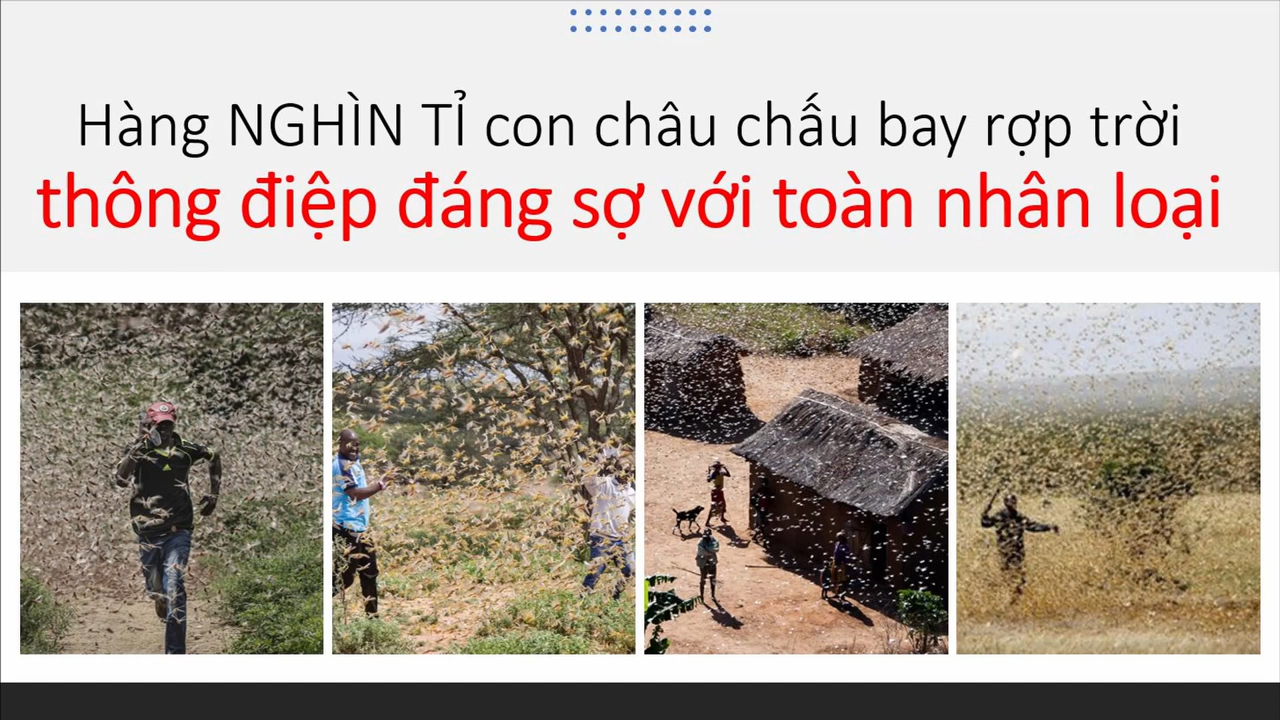 Hàng NGHÌN TỈ con châu chấu bay rợp trời
thông điệp đáng sợ với toàn nhân loại